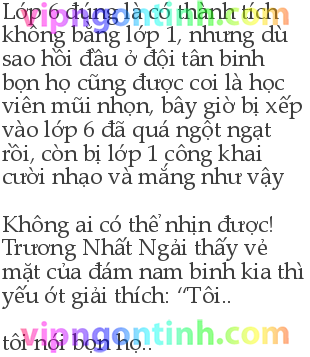 Lớp 6 đúng là có thành tích
không bằng lớp 1, nhưng dù
sao hồi đầu ở đội tân binh
bọn họ cũng được coi là học
viên mũi nhọn, bây giờ bị xếp
vào lớp 6 đã quá ngột ngạt
rồi, còn bị lớp 1 công khai
cười nhạo và mắng như vậy
Không ai có thể nhịn được!
Trương Nhất Ngải thấy vẻ
mặt của đám nam binh kia thì
yếu ớt giải thích: “Tôi..
tôi nói bọn họ..
vipngontinh.com
vipngontinh.com